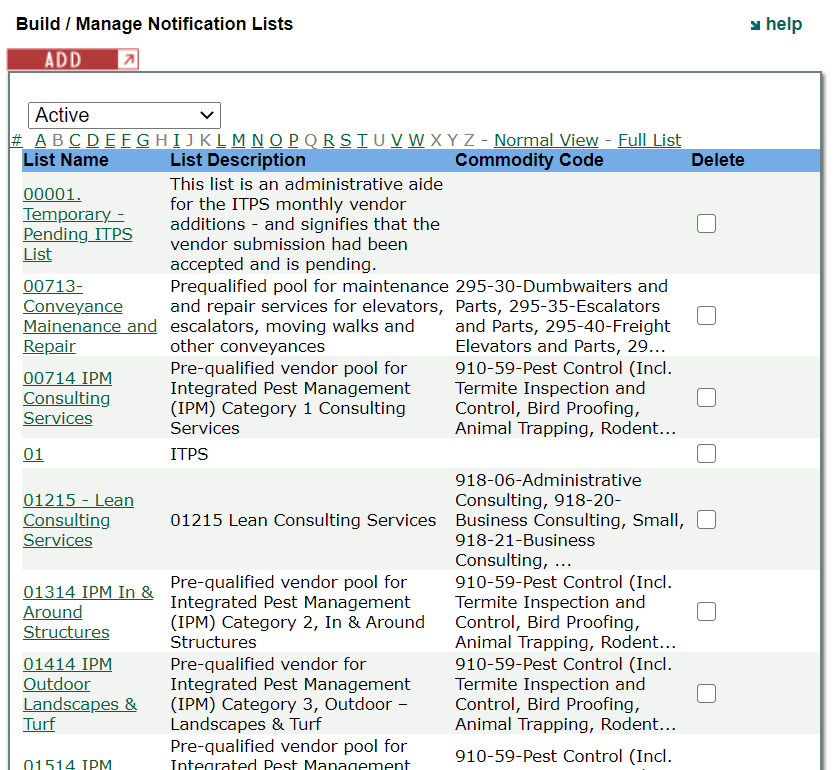 Build / Manage Notification Lists
help
ADD
Active
# A B C D E F G H I J K L M N O P Q R S T U V W X Y Z - Normal View - Full List
List Name List Description Commodity Code Delete
00001.
Temporary -
Pending ITPS
List
This list is an administrative aide
for the ITPS monthly vendor
additions - and signifies that the
vendor submission had been
accepted and is pending.
00713-
Conveyance
Mainenance and
Repair
Prequalified pool for maintenance
and repair services for elevators,
escalators, moving walks and
other conveyances
295-30-Dumbwaiters and
Parts, 295-35-Escalators
and Parts, 295-40-Freight
Elevators and Parts, 29...
00714 IPM
Consulting
Services
Pre-qualified vendor pool for
Integrated Pest Management
(IPM) Category 1 Consulting
Services
910-59-Pest Control (Incl.
Termite Inspection and
Control, Bird Proofing,
Animal Trapping, Rodent...
01
ITPS
01215 - Lean
Consulting
Services
01215 Lean Consulting Services
918-06-Administrative
Consulting, 918-20-
Business Consulting, Small,
918-21-Business
Consulting, ...
01314 IPM In &
Around
Structures
Pre-qualified vendor pool for
Integrated Pest Management
(IPM) Category 2, In & Around
Structures
910-59-Pest Control (Incl.
Termite Inspection and
Control, Bird Proofing,
Animal Trapping, Rodent...
01414 IPM
Outdoor
Landscapes &
Turf
Pre-qualified vendor for
Integrated Pest Management
(IPM) Category 3, Outdoor –
Landscapes & Turf
910-59-Pest Control (Incl.
Termite Inspection and
Control, Bird Proofing,
Animal Trapping, Rodent...
01514 IPM
Pre-qualified vendor pool for
Integrated Pest Management
910-59-Pest Control (Incl.